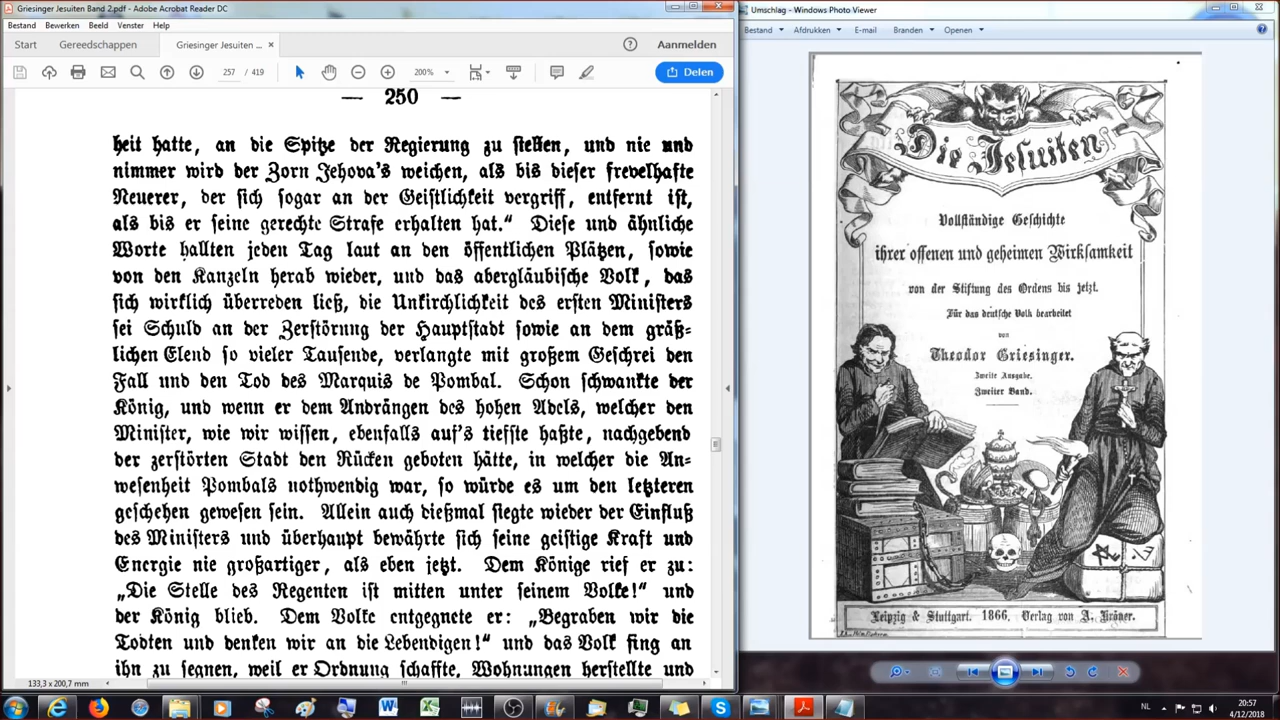 Griesinger Jesuiten Band 2.pdf - Adobe Acrobat Reader DC
Bestand Bewerken Beeld Venster Help
Start Gereedschappen Griesinger Jesuiten ... × Aanmelden
257 / 419 200% Delen
— 250 —
heit hatte, an die Spitze der Regierung zu stellen, und nie und
nimmer wird der Zorn Jehova's weichen, als bis dieser frevelhafte
Neuerer, der sich sogar an der Geistlichkeit vergriff, entfernt ist,
als bis er seine gerechte Strafe erhalten hat.“ Diese und ähnliche
Worte hallten jeden Tag laut an den öffentlichen Plätzen, sowie
von den Kanzeln herab wieder, und das abergläubische Volk, das
sich wirklich überreden ließ, die Unkirchlichkeit des ersten Ministers
sei Schuld an der Zerstörung der Hauptstadt sowie an dem gräß-
lichen Elend so vieler Tausende, verlangte mit großem Geschrei den
Fall und den Tod des Marquis de Pombal. Schon schwankte der
König, und wenn er dem Andrängen des hohen Adels, welcher den
Minister, wie wir wissen, ebenfalls auf's tiefste haßte, nachgebend
der zerstörten Stadt den Rücken geboten hätte, in welcher die An-
wesenheit Pombals nothwendig war, so würde es um den letzteren
geschehen gewesen sein. Allein auch dießmal siegte wieder der Einfluß
des Ministers und überhaupt bewährte sich seine geistige Kraft und
Energie nie großartiger, als eben jetzt. Dem Könige rief er zu:
„Die Stelle des Regenten ist mitten unter seinem Volke!“ und
der König blieb. Dem Volke entgegnete er: „Begraben wir die
Todten und denken wir an die Lebendigen!“ und das Volk fing an
ihn zu segnen, weil er Ordnung schaffte, Wohnungen herstellte und
133,3 x 200,7 mm
Umschlag - Windows Photo Viewer
Bestand Afdrukken E-mail Branden Openen
Die Jesuiten
Vollständige Geschichte
ihrer offenen und geheimen Wirksamkeit
von der Stiftung des Ordens bis jetzt.
Für das deutsche Volk bearbeitet
von
Theodor Griesinger.
Zweite Ausgabe.
Zweiter Band.
Leipzig & Stuttgart. 1866. Verlag von A. Kröner.
NL 20:57
4/12/2018